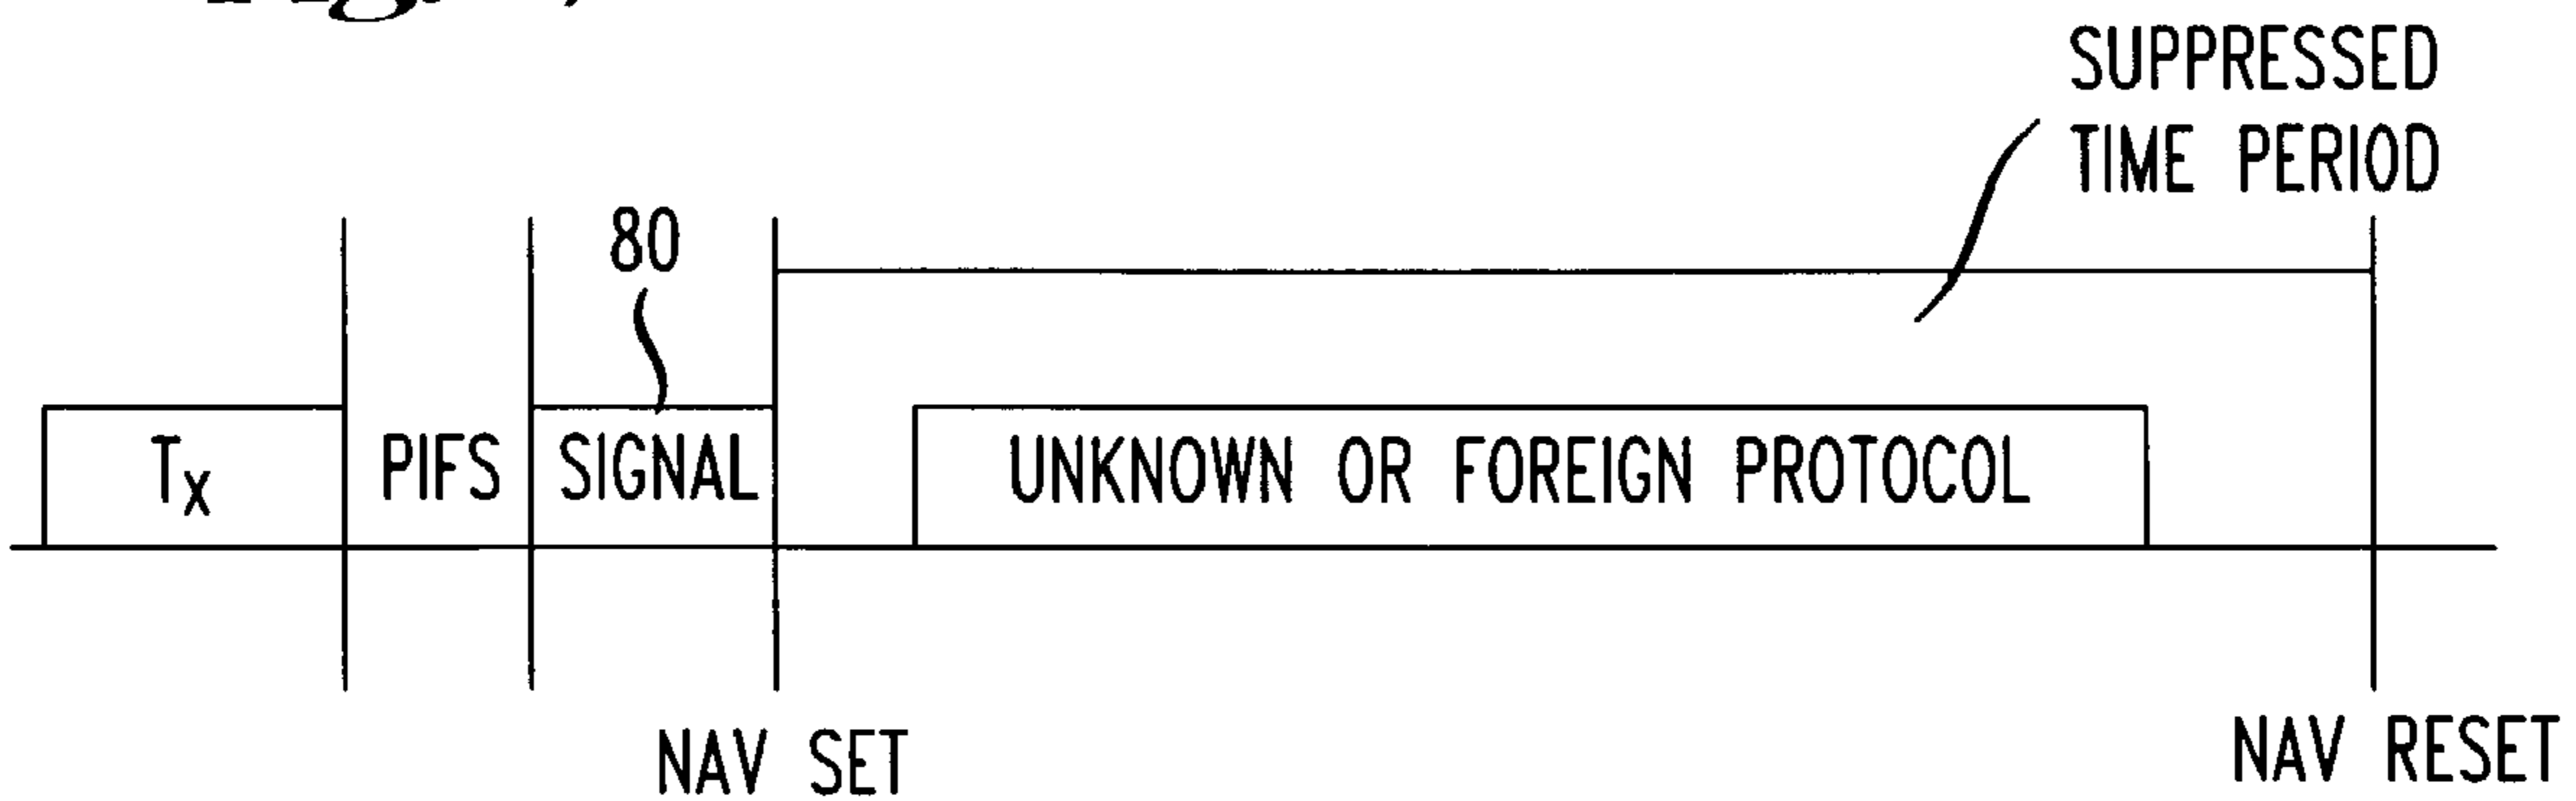 SUPPRESSED
TIME PERIOD
80
Tx PIFS SIGNAL UNKNOWN OR FOREIGN PROTOCOL
NAV SET
NAV RESET